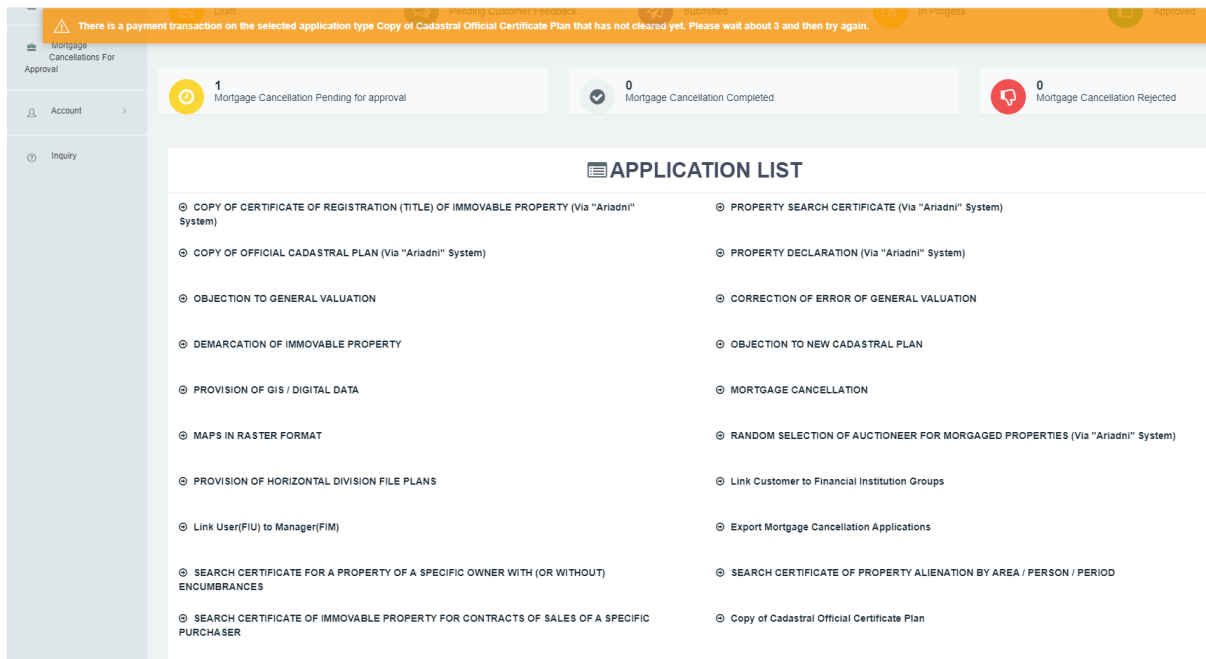 Draft
Pending Customer Feedback
Submitted
In Progess
Approved
There is a payment transaction on the selected application type Copy of Cadastral Official Certificate Plan that has not cleared yet. Please wait about 3 and then try again.
Mortgage
Cancellations For
Approval
Account
Inquiry
1
Mortgage Cancellation Pending for approval
0
Mortgage Cancellation Completed
0
Mortgage Cancellation Rejected
APPLICATION LIST
COPY OF CERTIFICATE OF REGISTRATION (TITLE) OF IMMOVABLE PROPERTY (Via "Ariadni"
System)
PROPERTY SEARCH CERTIFICATE (Via "Ariadni" System)
COPY OF OFFICIAL CADASTRAL PLAN (Via "Ariadni" System)
PROPERTY DECLARATION (Via "Ariadni" System)
OBJECTION TO GENERAL VALUATION
CORRECTION OF ERROR OF GENERAL VALUATION
DEMARCATION OF IMMOVABLE PROPERTY
OBJECTION TO NEW CADASTRAL PLAN
PROVISION OF GIS / DIGITAL DATA
MORTGAGE CANCELLATION
MAPS IN RASTER FORMAT
RANDOM SELECTION OF AUCTIONEER FOR MORGAGED PROPERTIES (Via "Ariadni" System)
PROVISION OF HORIZONTAL DIVISION FILE PLANS
Link Customer to Financial Institution Groups
Link User(FIU) to Manager(FIM)
Export Mortgage Cancellation Applications
SEARCH CERTIFICATE FOR A PROPERTY OF A SPECIFIC OWNER WITH (OR WITHOUT)
ENCUMBRANCES
SEARCH CERTIFICATE OF PROPERTY ALIENATION BY AREA / PERSON / PERIOD
SEARCH CERTIFICATE OF IMMOVABLE PROPERTY FOR CONTRACTS OF SALES OF A SPECIFIC
PURCHASER
Copy of Cadastral Official Certificate Plan